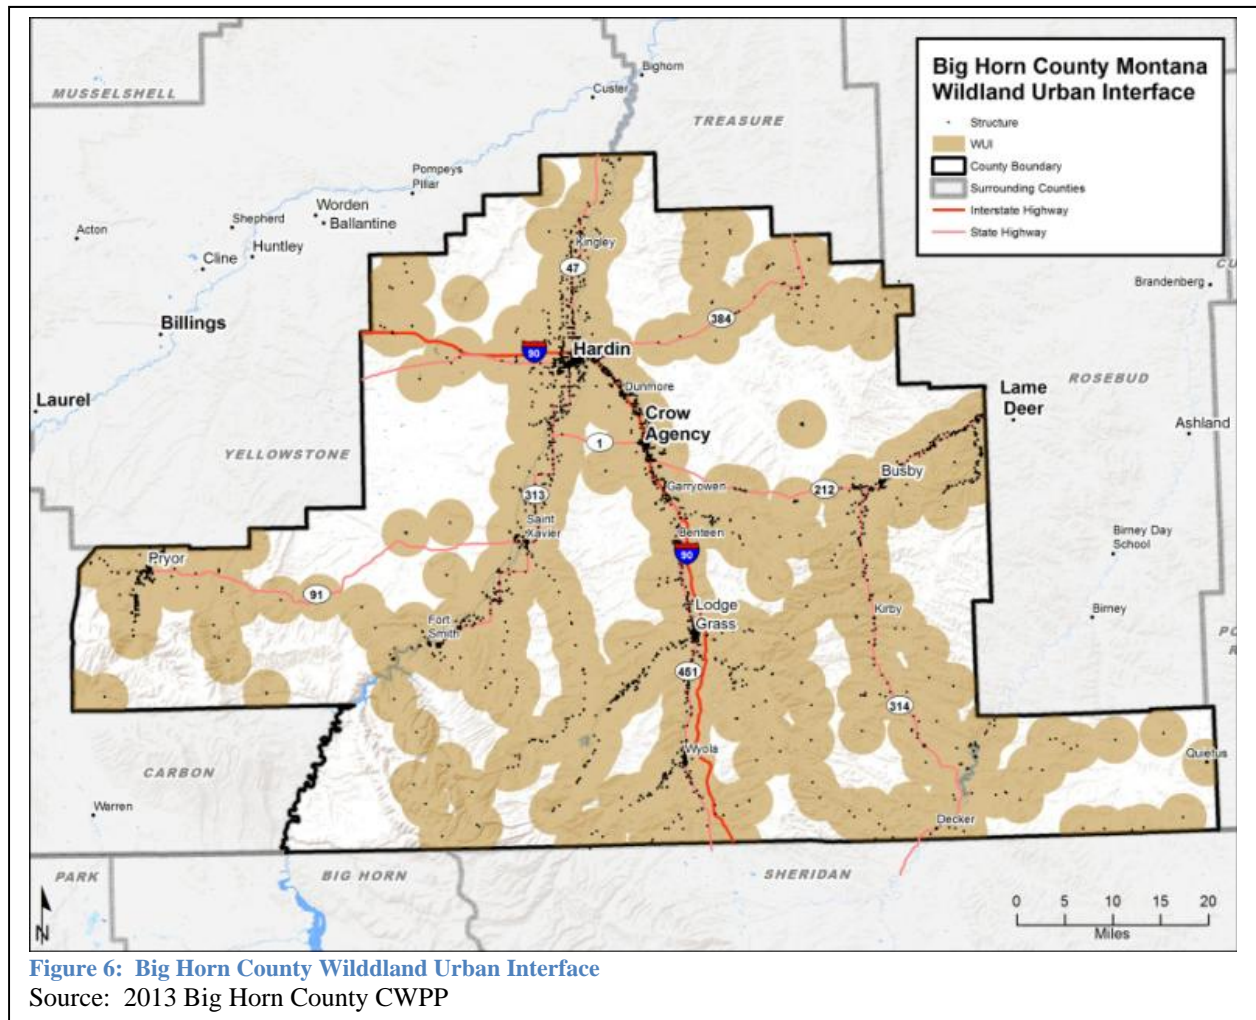 Big Horn County Montana
Wildland Urban Interface
Structure
WUI
County Boundary
Surrounding Counties
Interstate Highway
State Highway
Bighorn
Custer
MUSSELSHELL
TREASURE
Pompeys
Pillar
Worden
Ballantine
Shepherd
Acton
Huntley
Cline
Kingley
47
Brandenberg
384
Billings
90
Hardin
Dunmore
Lame
Deer
ROSEBUD
Laurel
Crow
Agency
Ashland
1
YELLOWSTONE
Busby
Garryowen
212
313
Saint
Xavier
Benteen
90
Birney Day
School
Pryor
91
Lodge
Grass
Kirby
Birney
Fort
Smith
451
314
Wyola
Quietus
CARBON
Warren
Decker
PARK
BIG HORN
SHERIDAN
N
0 5 10 15 20
Miles
Figure 6: Big Horn County Wilddland Urban Interface
Source: 2013 Big Horn County CWPP